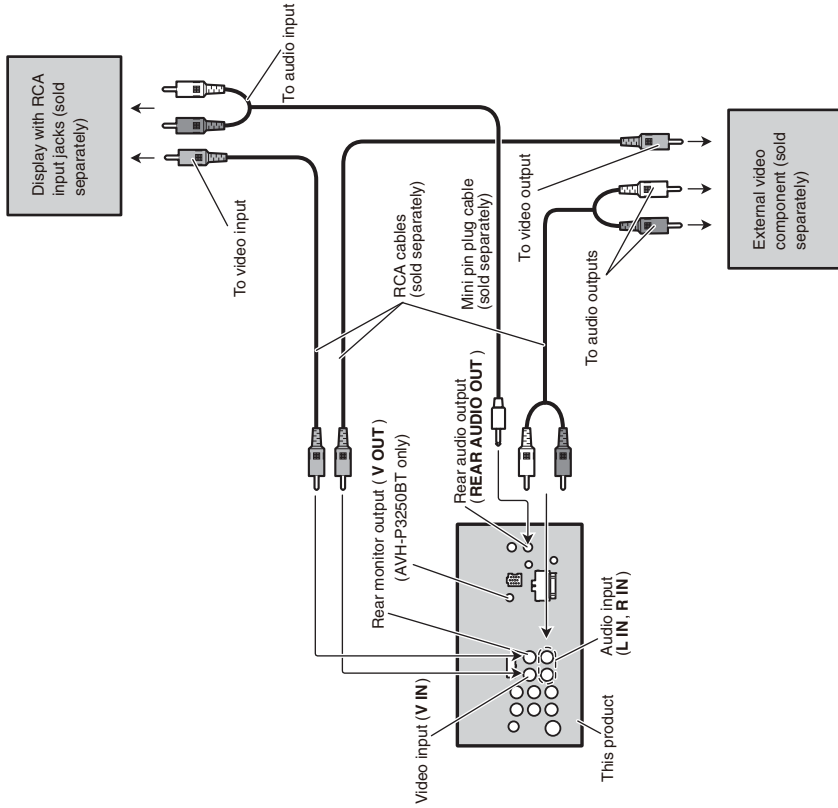 Display with RCA
input jacks (sold
separately)
To audio input
To video input
RCA cables
(sold separately)
Mini pin plug cable
(sold separately)
To video output
To audio outputs
External video
component (sold
separately)
Rear monitor output ( V OUT )
(AVH-P3250BT only)
Rear audio output
(REAR AUDIO OUT )
Video input (V IN)
Audio input
(L IN, R IN)
This product